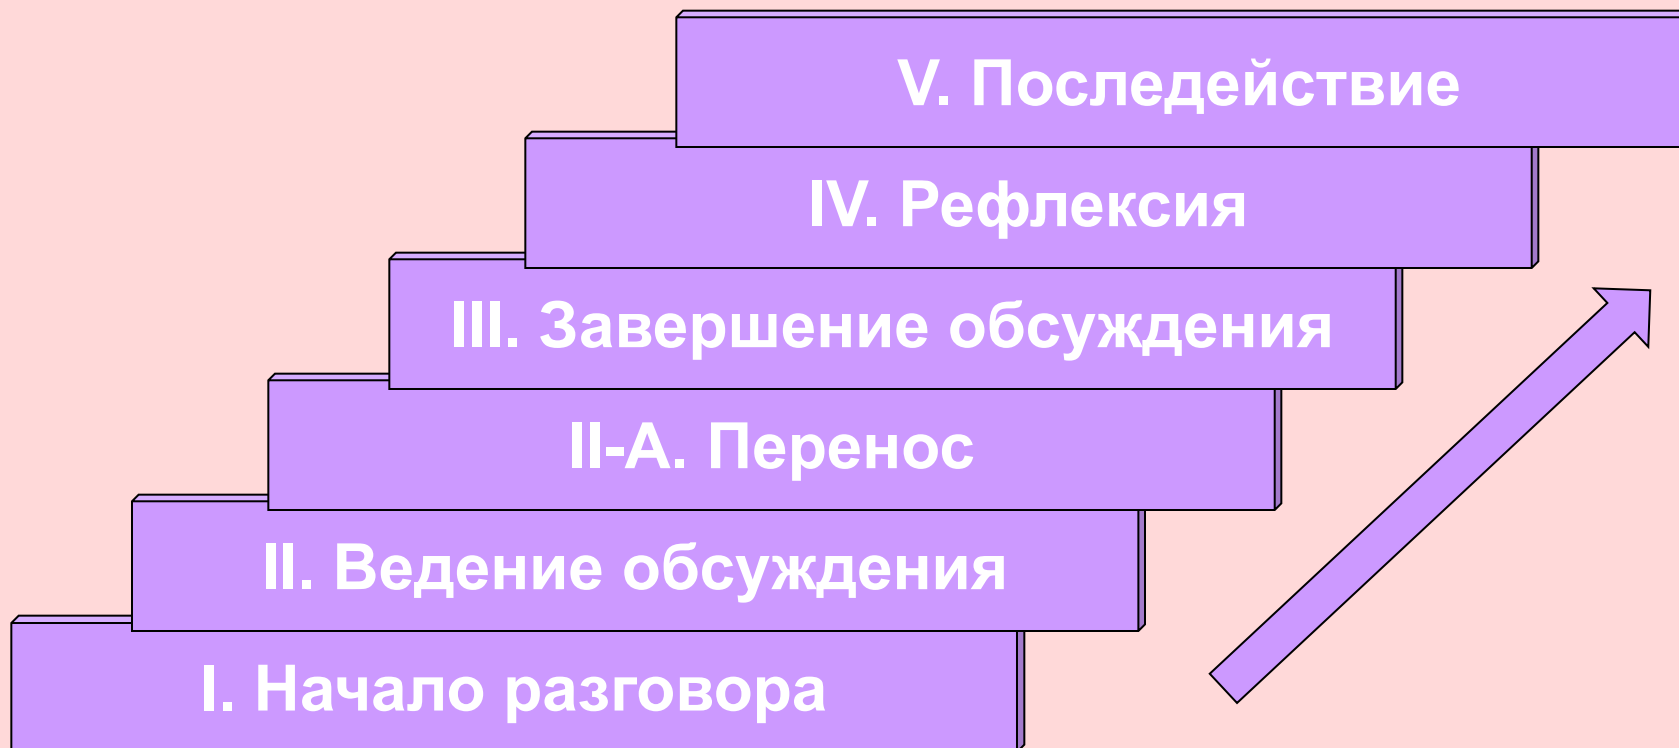 V. Последействие
IV. Рефлексия
III. Завершение обсуждения
II-А. Перенос
II. Ведение обсуждения
I. Начало разговора